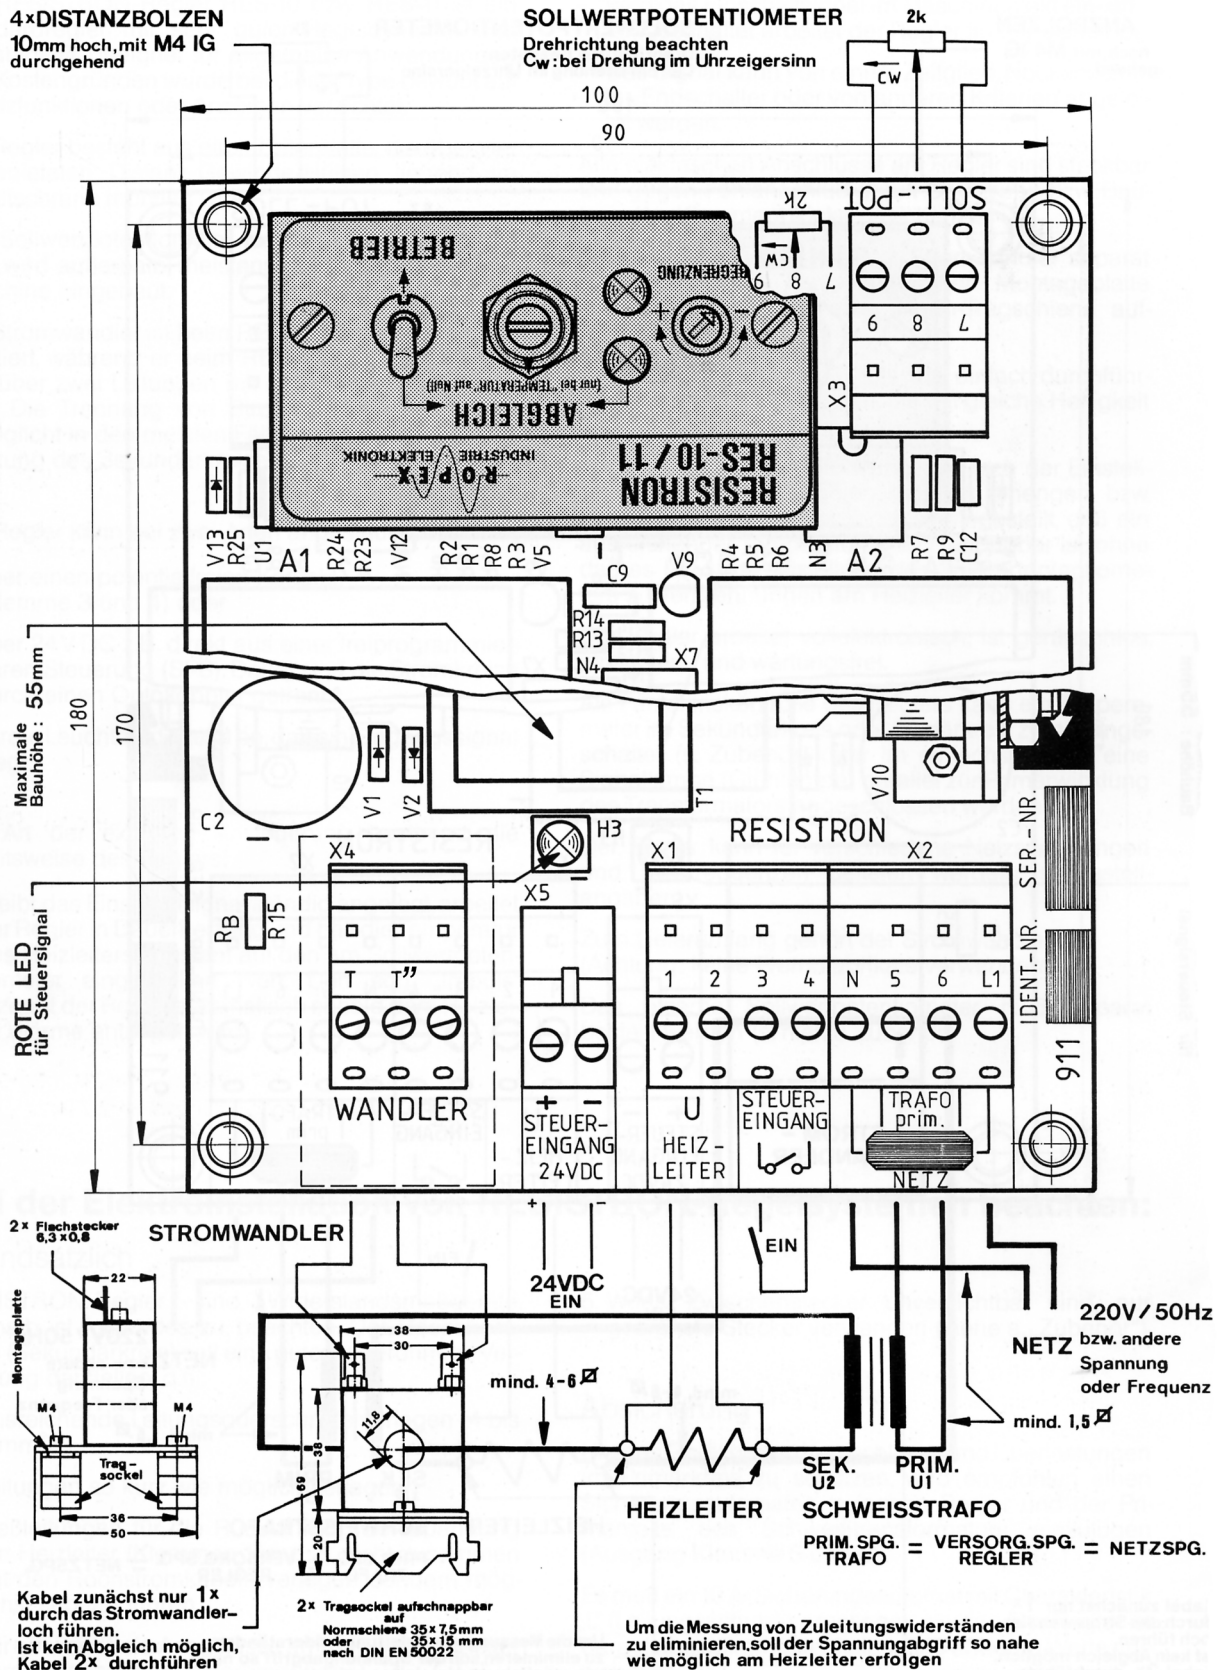 4×DISTANZBOLZEN
10mm hoch, mit M4 IG
durchgehend
SOLLWERTPOTENTIOMETER
Drehrichtung beachten
CW: bei Drehung im Uhrzeigersinn
2k
CW
100
90
SOLL.-POT.
2k
CW
9 8 7
BETRIEB
BEGRENZUNG
+ −
9 8 7
X3
(nur bei "TEMPERATUR" auf Null!)
ABGLEICH
ROPEX
INDUSTRIE ELEKTRONIK
RESISTRON
RES-10/11
V13
R25
U1
A1
R24
R23
V12
R2
R1
R8
R3
V5
R4
R5
R6
N3
A2
R7
R9
C12
C9
V9
R14
R13
N4
X7
Maximale
Bauhöhe: 55mm
180
170
C2
V1
V2
T1
V10
H3
RESISTRON
X4
X5
X1
X2
SER.-NR.
IDENT.-NR.
911
RB
R15
ROTE LED
für Steuersignal
T T"
1 2 3 4 N 5 6 L1
WANDLER
+ −
STEUER-
EINGANG
24VDC
U
HEIZ-
LEITER
STEUER-
EINGANG
TRAFO
prim.
NETZ
2× Flachstecker
6,3×0,8
STROMWANDLER
+ −
24VDC
EIN
EIN
22
Montageplatte
M4 M4
Trag-
sockel
36
50
38
30
11,8
38
69
20
mind. 4-6
220V/50Hz
NETZ bzw. andere
Spannung
oder Frequenz
mind. 1,5
SEK. PRIM.
U2 U1
HEIZLEITER
SCHWEISSTRAFO
PRIM. SPG. TRAFO = VERSORG. SPG. REGLER = NETZSPG.
Kabel zunächst nur 1×
durch das Stromwandler-
loch führen.
Ist kein Abgleich möglich,
Kabel 2× durchführen
2× Tragsockel aufschnappbar
auf
Normschiene 35×7,5mm
oder 35×15 mm
nach DIN EN 50022
Um die Messung von Zuleitungswiderständen
zu eliminieren, soll der Spannungabgriff so nahe
wie möglich am Heizleiter erfolgen